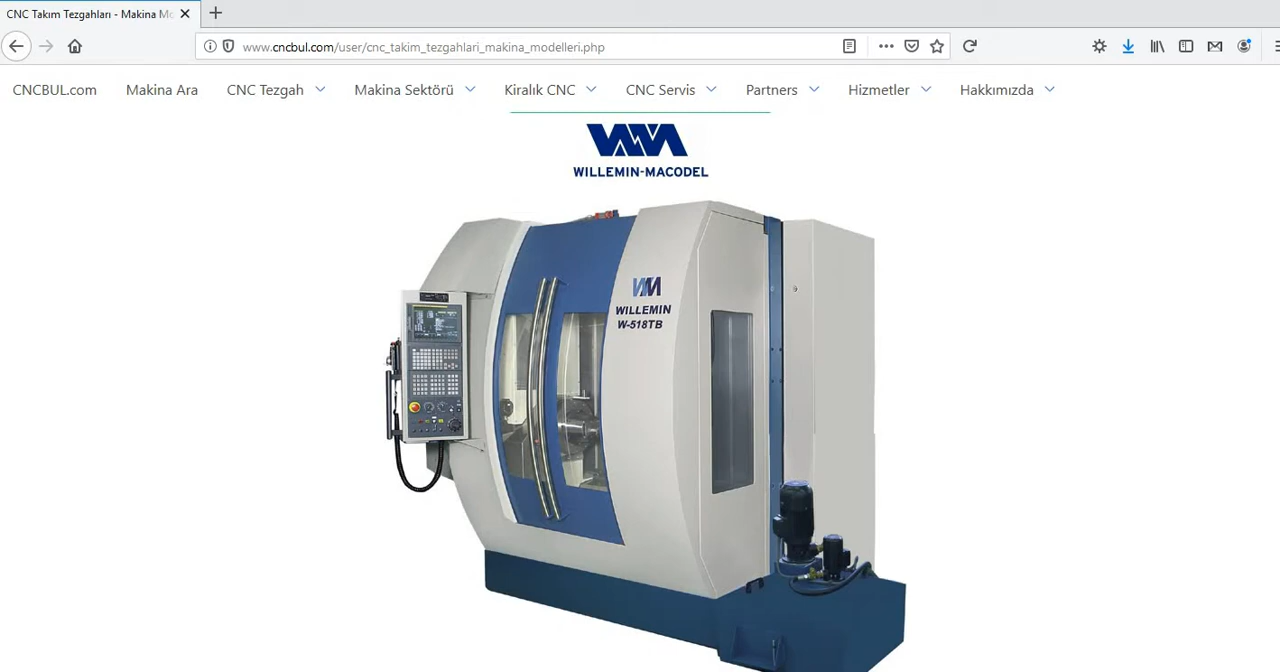 CNC Takım Tezgahları - Makina Mo
www.cncbul.com/user/cnc_takim_tezgahlari_makina_modelleri.php
CNCBUL.com Makina Ara CNC Tezgah Makina Sektörü Kiralık CNC CNC Servis Partners Hizmetler Hakkımızda
WILLEMIN-MACODEL
WILLEMIN
W-518TB